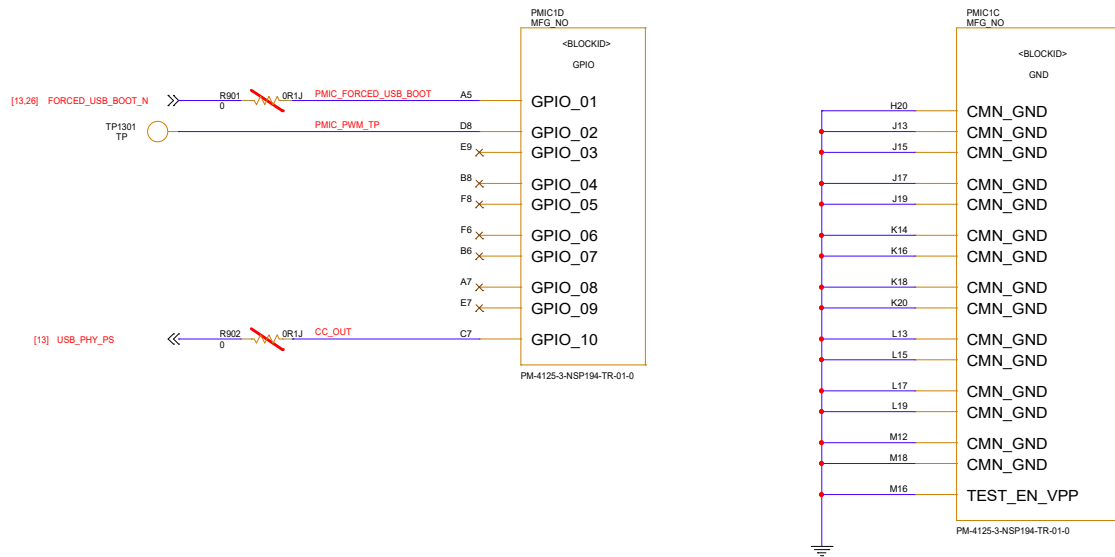 PMIC1D
MFG_NO
<BLOCKID>
GPIO
[13,26] FORCED_USB_BOOT_N
R901
0
0R1J
PMIC_FORCED_USB_BOOT
A5
GPIO_01
TP1301
TP
PMIC_PWM_TP
D8
GPIO_02
E9
GPIO_03
B8
GPIO_04
F8
GPIO_05
F6
GPIO_06
B6
GPIO_07
A7
GPIO_08
E7
GPIO_09
[13] USB_PHY_PS
R902
0
0R1J
CC_OUT
C7
GPIO_10
PM-4125-3-NSP194-TR-01-0
PMIC1C
MFG_NO
<BLOCKID>
GND
H20
CMN_GND
J13
CMN_GND
J15
CMN_GND
J17
CMN_GND
J19
CMN_GND
K14
CMN_GND
K16
CMN_GND
K18
CMN_GND
K20
CMN_GND
L13
CMN_GND
L15
CMN_GND
L17
CMN_GND
L19
CMN_GND
M12
CMN_GND
M18
CMN_GND
M16
TEST_EN_VPP
PM-4125-3-NSP194-TR-01-0